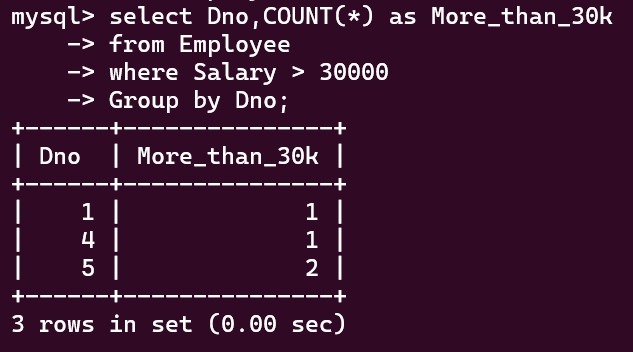 mysql> select Dno,COUNT(*) as More_than_30k
    -> from Employee
    -> where Salary > 30000
    -> Group by Dno;
+------+---------------+
| Dno  | More_than_30k |
+------+---------------+
|    1 |             1 |
|    4 |             1 |
|    5 |             2 |
+------+---------------+
3 rows in set (0.00 sec)